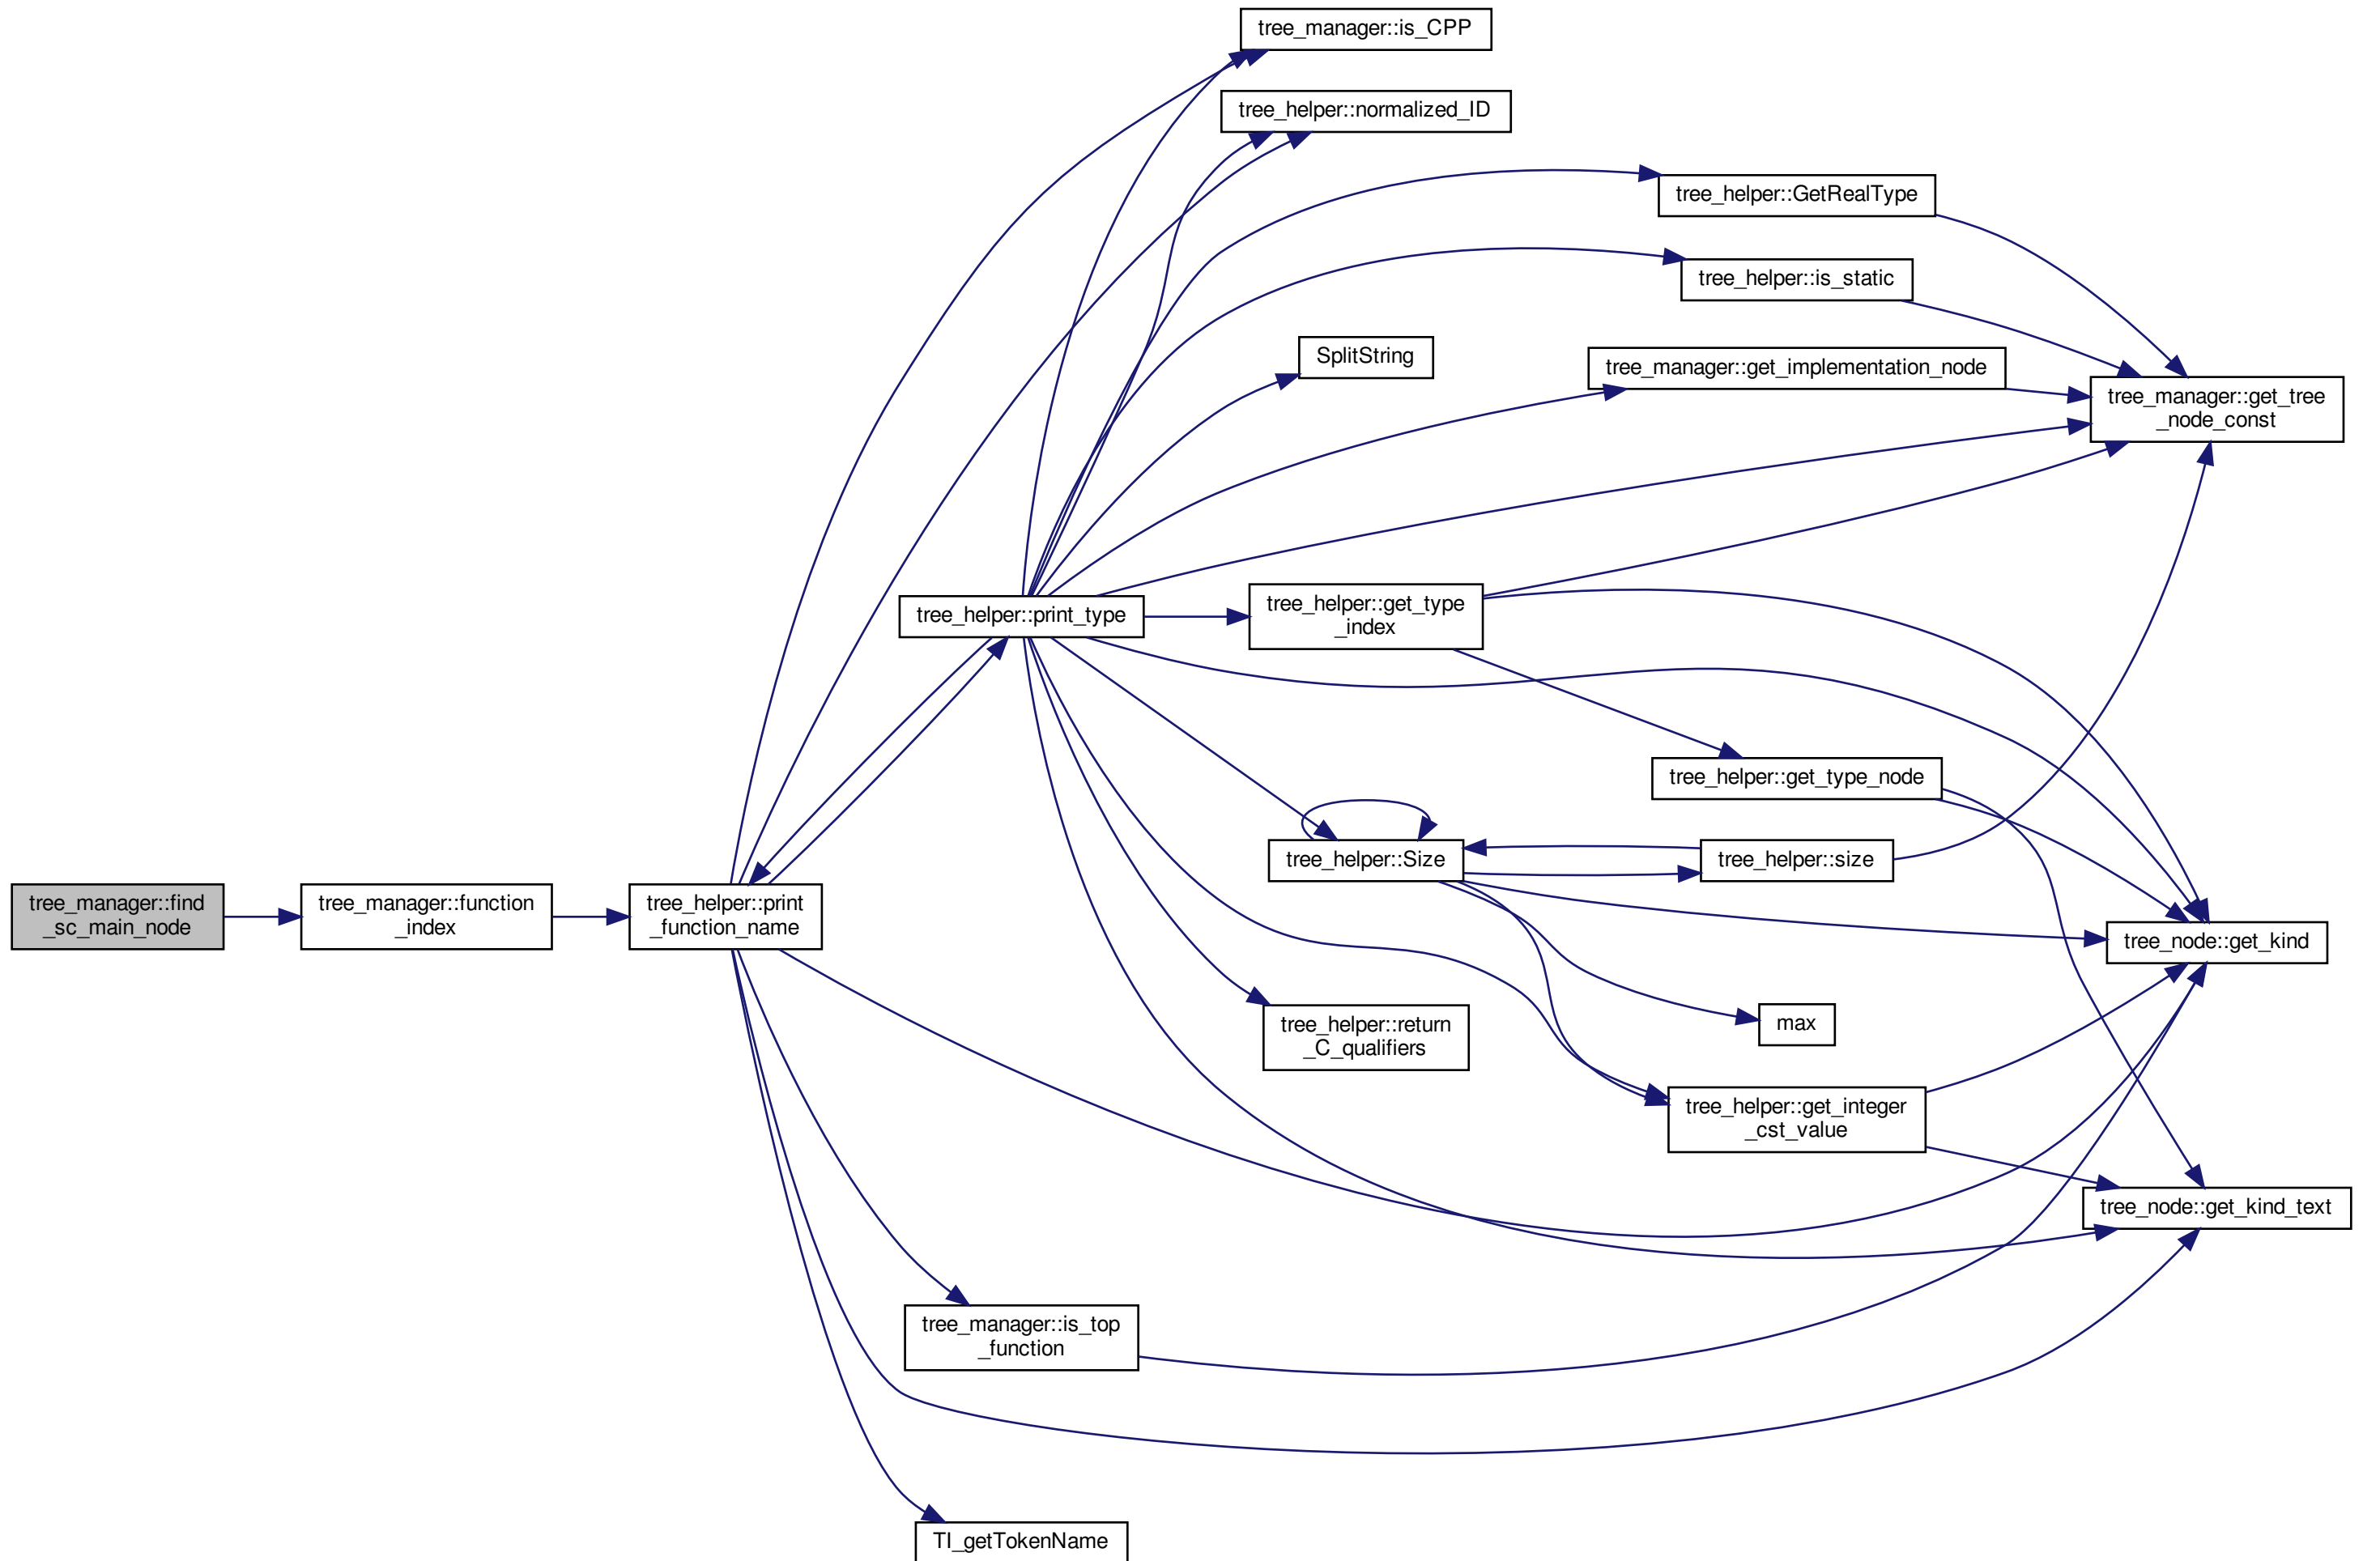 tree_manager::is_CPP
tree_helper::normalized_ID
tree_helper::GetRealType
tree_helper::is_static
SplitString
tree_manager::get_implementation_node
tree_manager::get_tree
_node_const
tree_helper::print_type
tree_helper::get_type
_index
tree_helper::get_type_node
tree_helper::Size
tree_helper::size
tree_manager::find
_sc_main_node
tree_manager::function
_index
tree_helper::print
_function_name
tree_node::get_kind
max
tree_helper::return
_C_qualifiers
tree_helper::get_integer
_cst_value
tree_node::get_kind_text
tree_manager::is_top
_function
TI_getTokenName